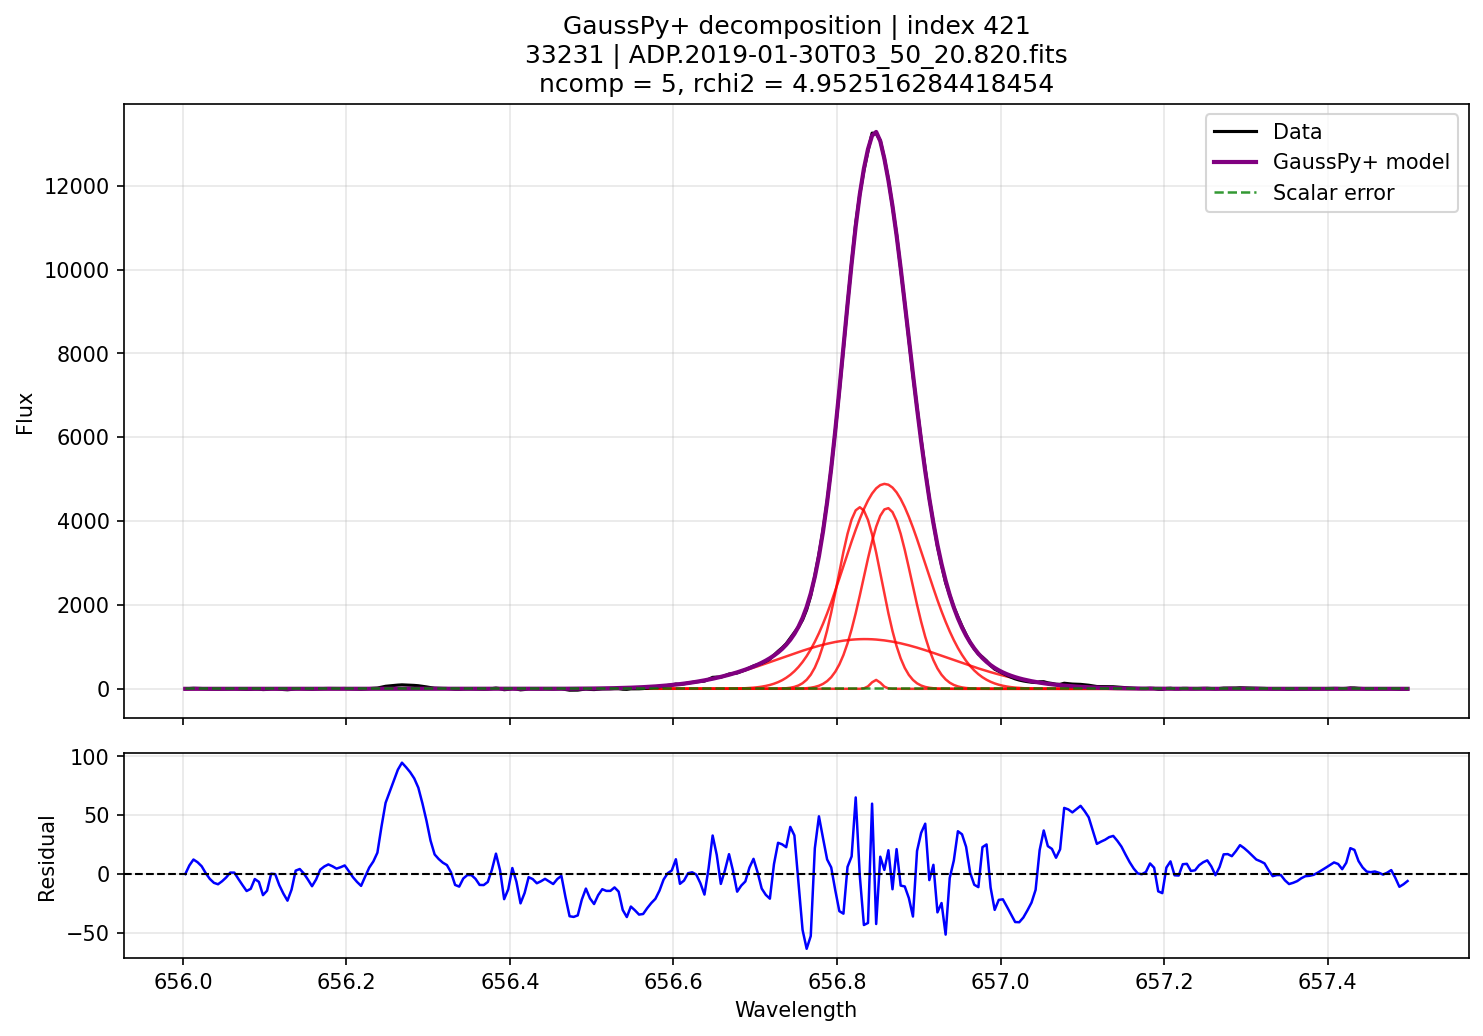 GaussPy+ decomposition | index 421
33231 | ADP.2019-01-30T03_50_20.820.fits
ncomp = 5, rchi2 = 4.952516284418454
Data
GaussPy+ model
Scalar error
Flux
12000
10000
8000
6000
4000
2000
0
Residual
100
50
0
−50
656.0
656.2
656.4
656.6
656.8
657.0
657.2
657.4
Wavelength